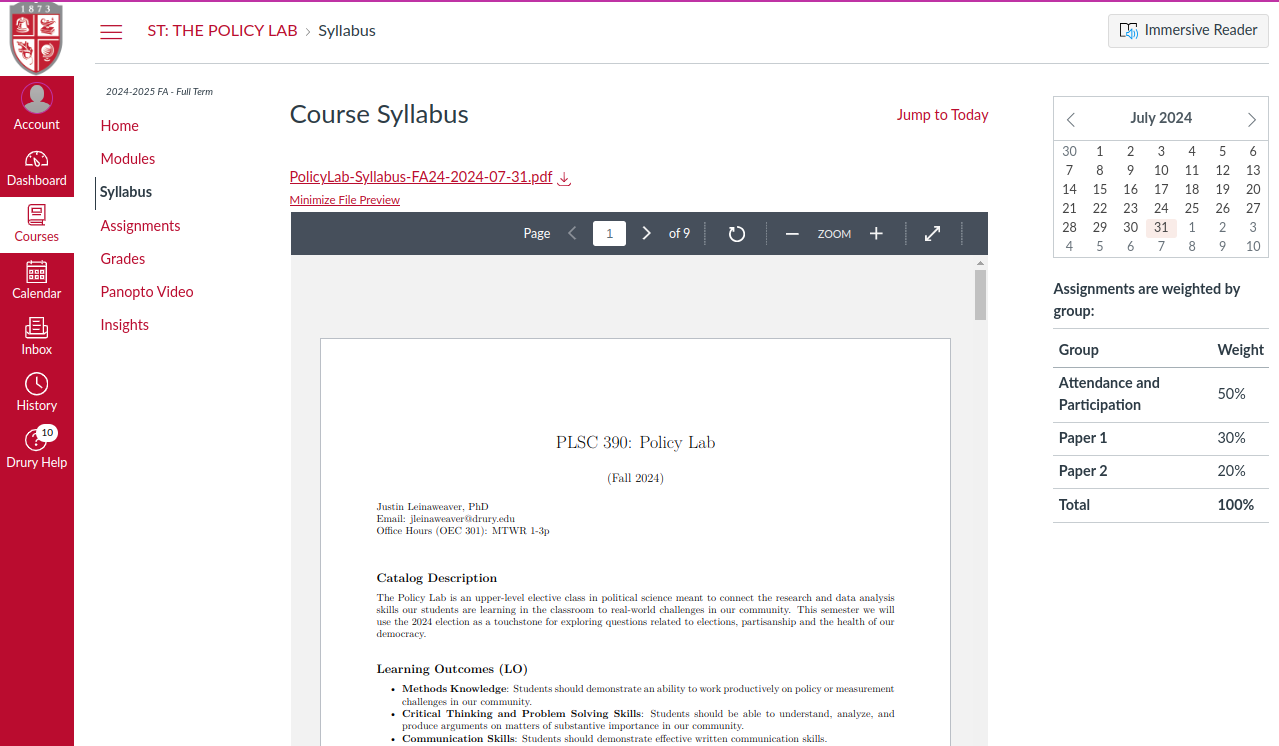 1873
ST: THE POLICY LAB › Syllabus
Immersive Reader
Account
Dashboard
Courses
Calendar
Inbox
History
10
Drury Help
2024-2025 FA - Full Term
Home
Modules
Syllabus
Assignments
Grades
Panopto Video
Insights
Course Syllabus
Jump to Today
PolicyLab-Syllabus-FA24-2024-07-31.pdf
Minimize File Preview
Page 1 of 9 ZOOM
PLSC 390: Policy Lab
(Fall 2024)
Justin Leinaweaver, PhD
Email: jleinaweaver@drury.edu
Office Hours (OEC 301): MTWR 1-3p
Catalog Description
The Policy Lab is an upper-level elective class in political science meant to connect the research and data analysis
skills our students are learning in the classroom to real-world challenges in our community. This semester we will
use the 2024 election as a touchstone for exploring questions related to elections, partisanship and the health of our
democracy.
Learning Outcomes (LO)
• Methods Knowledge: Students should demonstrate an ability to work productively on policy or measurement
challenges in our community.
• Critical Thinking and Problem Solving Skills: Students should be able to understand, analyze, and
produce arguments on matters of substantive importance in our community.
• Communication Skills: Students should demonstrate effective written communication skills.
July 2024
30 1 2 3 4 5 6
7 8 9 10 11 12 13
14 15 16 17 18 19 20
21 22 23 24 25 26 27
28 29 30 31 1 2 3
4 5 6 7 8 9 10
Assignments are weighted by
group:
Group Weight
Attendance and
Participation 50%
Paper 1 30%
Paper 2 20%
Total 100%